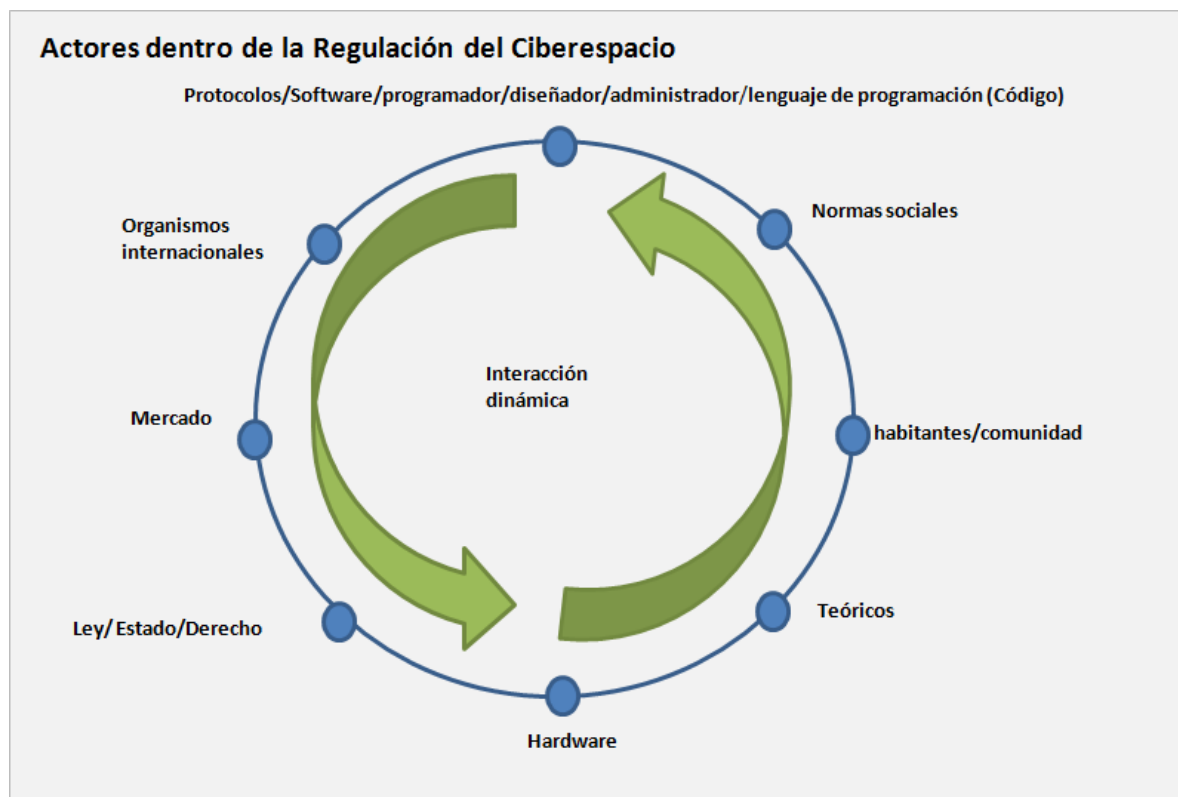 Actores dentro de la Regulación del Ciberespacio
Protocolos/Software/programador/diseñador/administrador/lenguaje de programación (Código)
Normas sociales
Organismos
internacionales
Interacción
dinámica
Mercado
habitantes/comunidad
Teóricos
Ley/ Estado/Derecho
Hardware